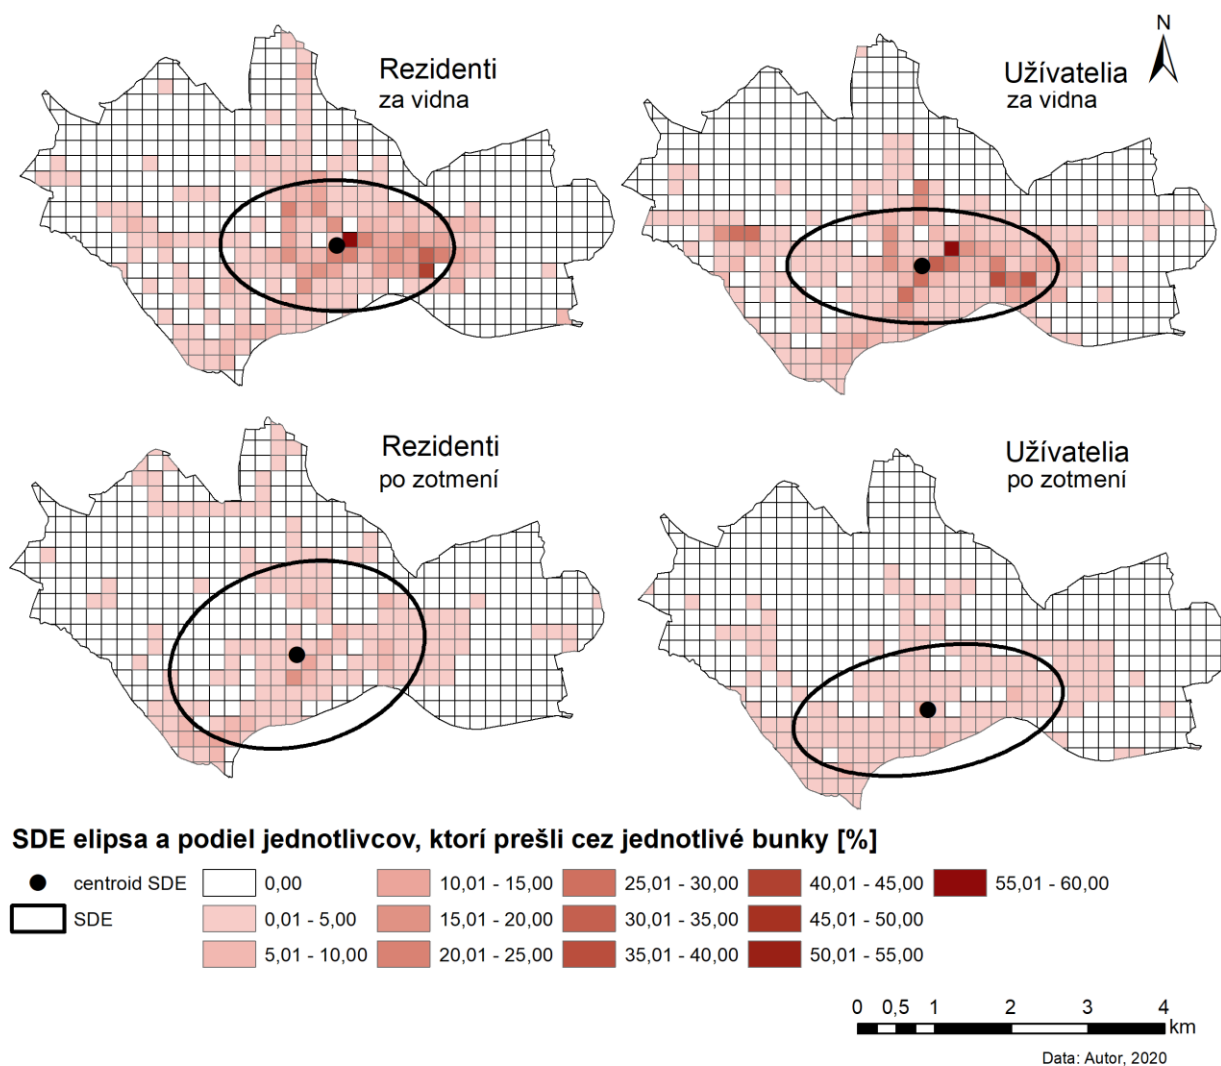 N
Rezidenti
za vidna
Užívatelia
za vidna
Rezidenti
po zotmení
Užívatelia
po zotmení
SDE elipsa a podiel jednotlivcov, ktorí prešli cez jednotlivé bunky [%]
centroid SDE
SDE
0,00
0,01 - 5,00
5,01 - 10,00
10,01 - 15,00
15,01 - 20,00
20,01 - 25,00
25,01 - 30,00
30,01 - 35,00
35,01 - 40,00
40,01 - 45,00
45,01 - 50,00
50,01 - 55,00
55,01 - 60,00
0 0,5 1 2 3 4
km
Data: Autor, 2020